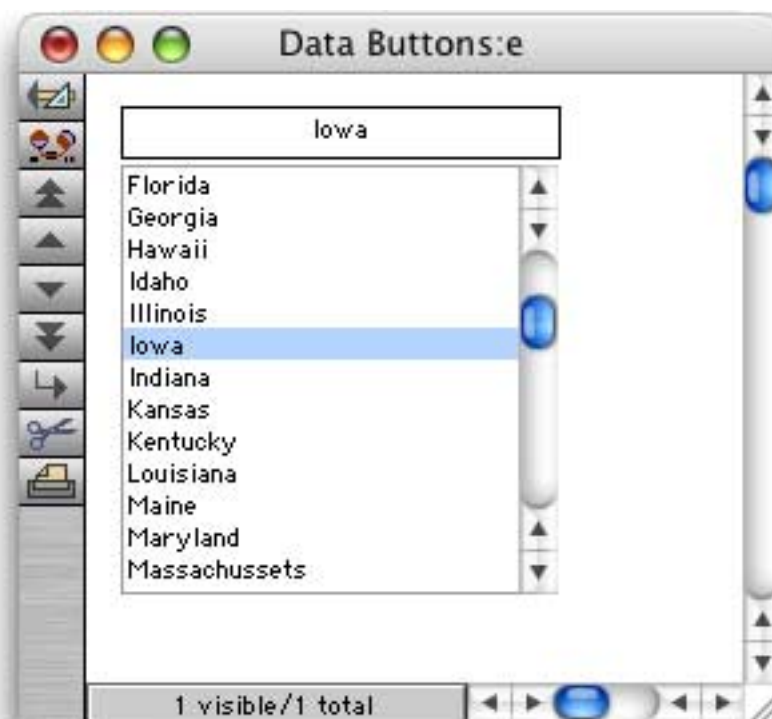 Data Buttons:e
Iowa
Florida
Georgia
Hawaii
Idaho
Illinois
Iowa
Indiana
Kansas
Kentucky
Louisiana
Maine
Maryland
Massachussets
1 visible/1 total